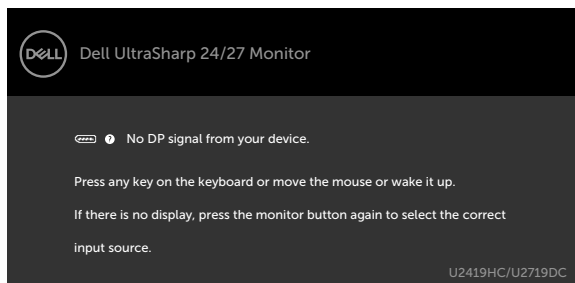 DELL
Dell UltraSharp 24/27 Monitor
? No DP signal from your device.
Press any key on the keyboard or move the mouse or wake it up.
If there is no display, press the monitor button again to select the correct
input source.
U2419HC/U2719DC